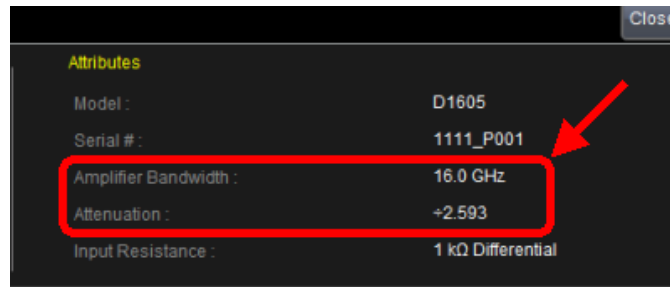 Close
Attributes
Model : D1605
Serial # : 1111_P001
Amplifier Bandwidth : 16.0 GHz
Attenuation : ÷2.593
Input Resistance : 1 kΩ Differential